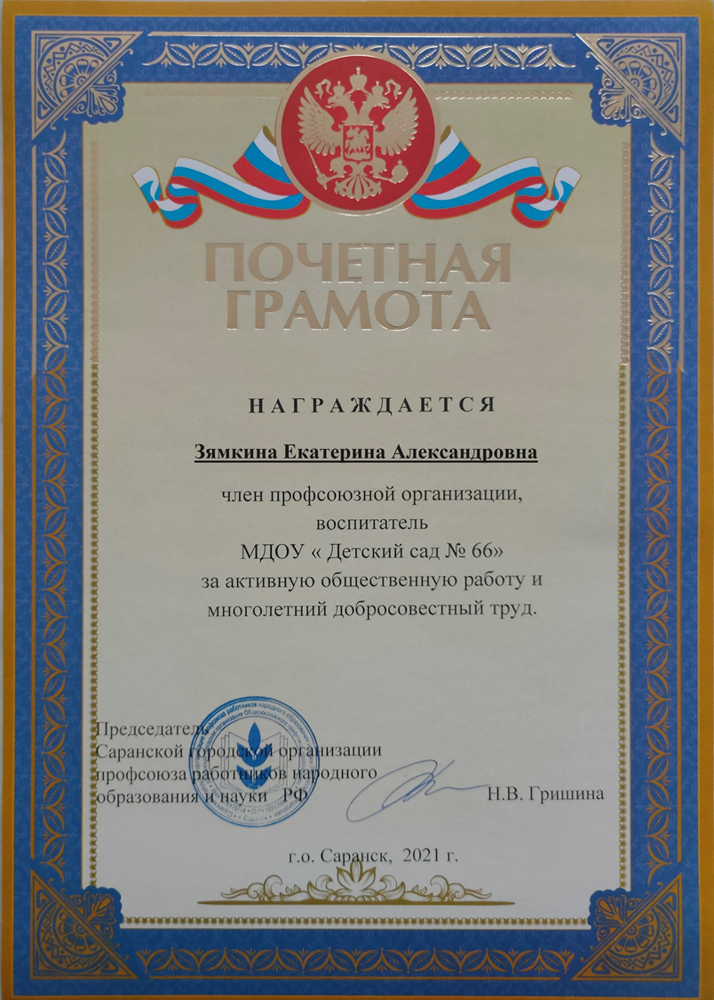 ПОЧЕТНАЯ
ГРАМОТА
НАГРАЖДАЕТСЯ
Зямкина Екатерина Александровна
член профсоюзной организации,
воспитатель
МДОУ « Детский сад № 66»
за активную общественную работу и
многолетний добросовестный труд.
Председатель
Саранской городской организации
профсоюза работников народного
образования и науки РФ
Н.В. Гришина
г.о. Саранск, 2021 г.